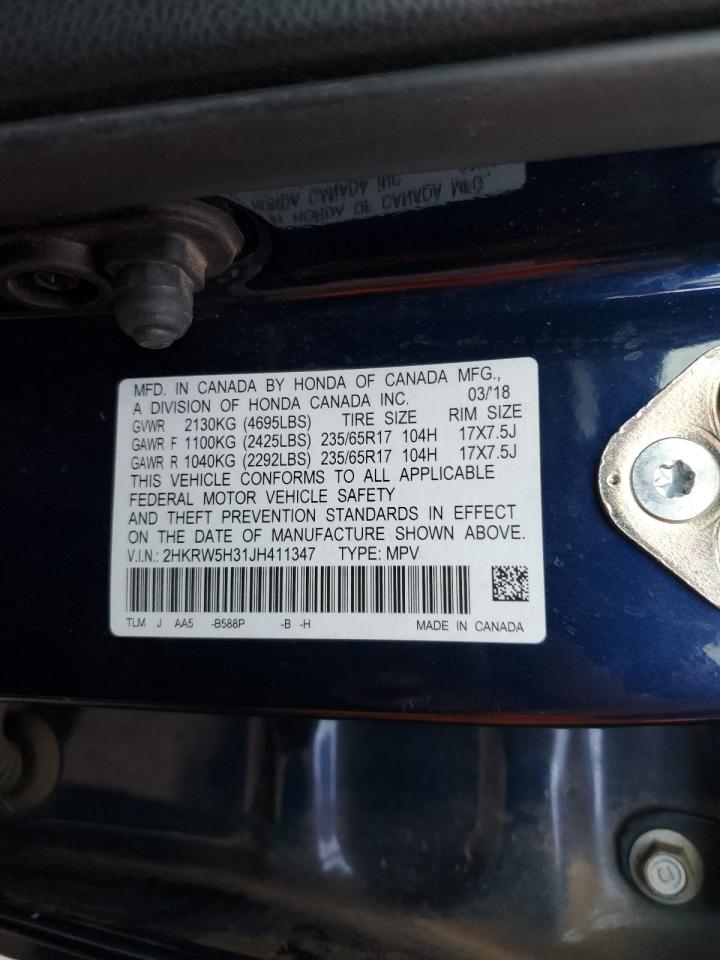 MFD. IN CANADA BY HONDA OF CANADA MFG.,
A DIVISION OF HONDA CANADA INC. 03/'18
GVWR 2130KG (4695LBS) TIRE SIZE RIM SIZE
GAWR F 1100KG (2425LBS) 235/65R17 104H 17X7.5J
GAWR R 1040KG (2292LBS) 235/65R17 104H 17X7.5J
THIS VEHICLE CONFORMS TO ALL APPLICABLE
FEDERAL MOTOR VEHICLE SAFETY
AND THEFT PREVENTION STANDARDS IN EFFECT
ON THE DATE OF MANUFACTURE SHOWN ABOVE.
V.I.N.: 2HKRW5H31JH411347 TYPE: MPV
TLM J AA5 -B588P -B -H MADE IN CANADA